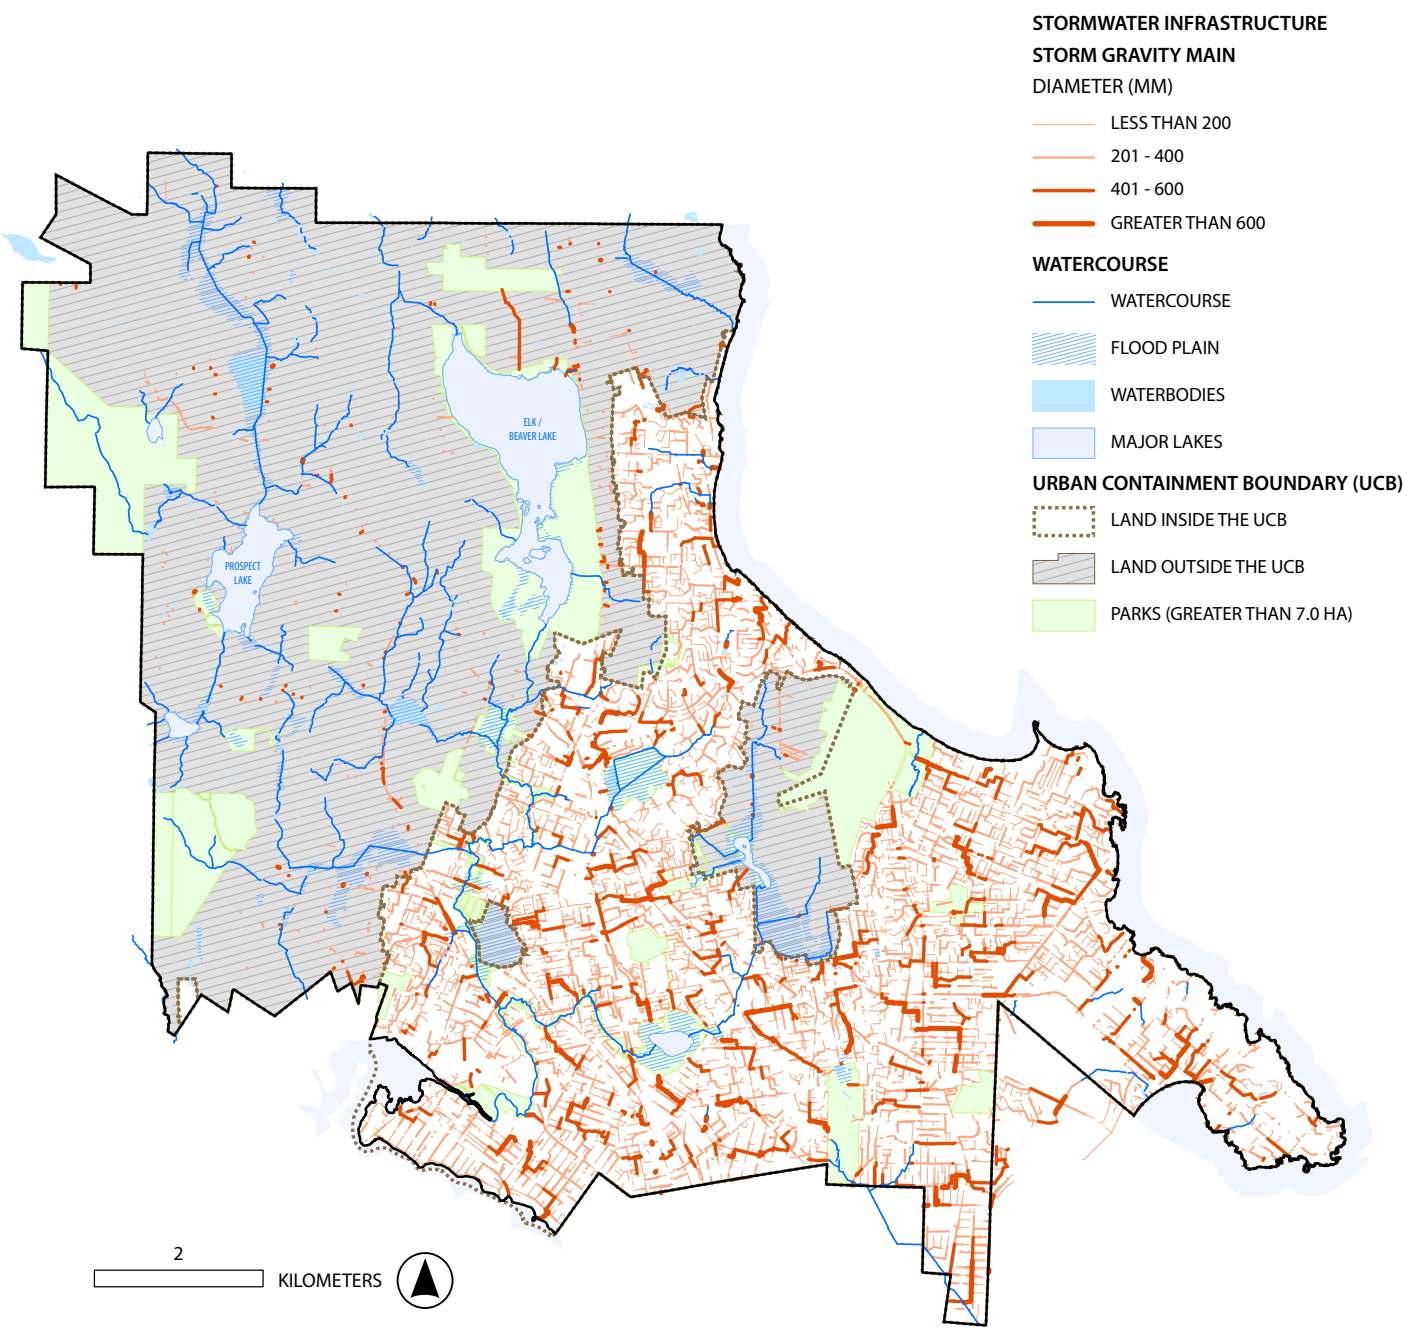 STORMWATER INFRASTRUCTURE
STORM GRAVITY MAIN
DIAMETER (MM)
LESS THAN 200
201 - 400
401 - 600
GREATER THAN 600
WATERCOURSE
WATERCOURSE
FLOOD PLAIN
WATERBODIES
MAJOR LAKES
URBAN CONTAINMENT BOUNDARY (UCB)
LAND INSIDE THE UCB
LAND OUTSIDE THE UCB
PARKS (GREATER THAN 7.0 HA)
ELK /
BEAVER LAKE
PROSPECT
LAKE
2
KILOMETERS